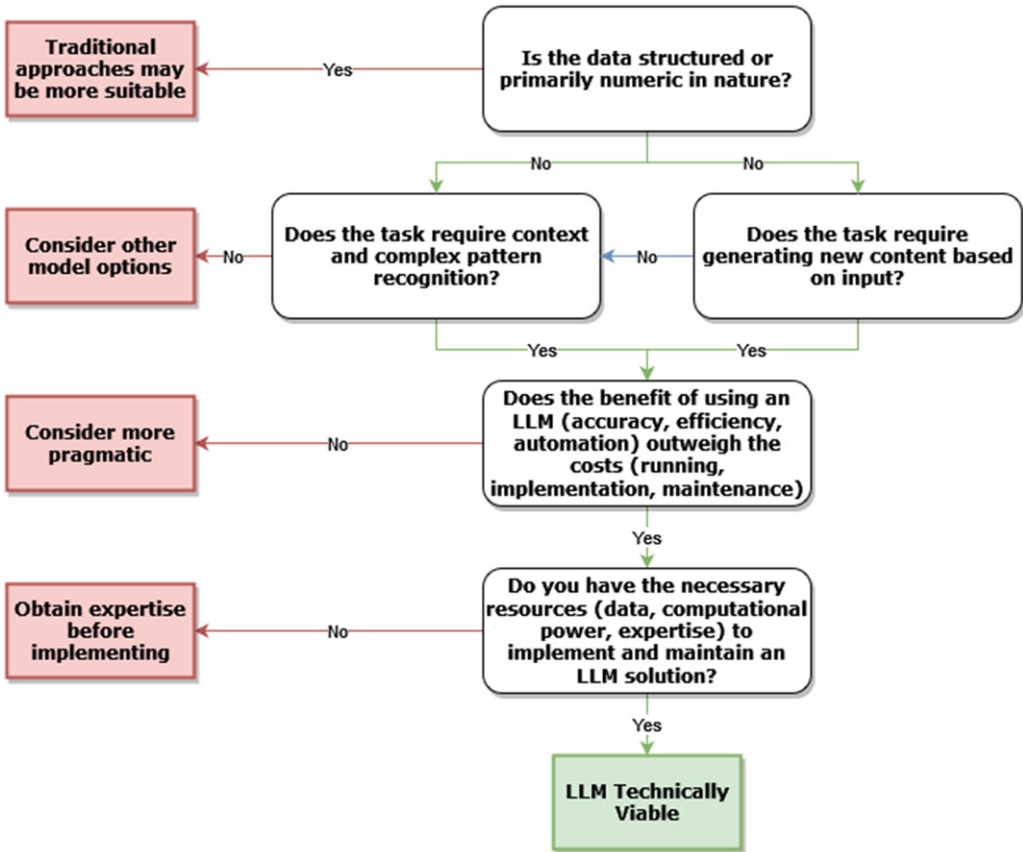 Traditional
approaches may
be more suitable
Yes
Is the data structured or
primarily numeric in nature?
No
No
Consider other
model options
No
Does the task require context
and complex pattern
recognition?
No
Does the task require
generating new content based
on input?
Yes
Yes
Consider more
pragmatic
No
Does the benefit of using an
LLM (accuracy, efficiency,
automation) outweigh the
costs (running,
implementation, maintenance)
Yes
Obtain expertise
before
implementing
No
Do you have the necessary
resources (data, computational
power, expertise) to
implement and maintain an
LLM solution?
Yes
LLM Technically
Viable